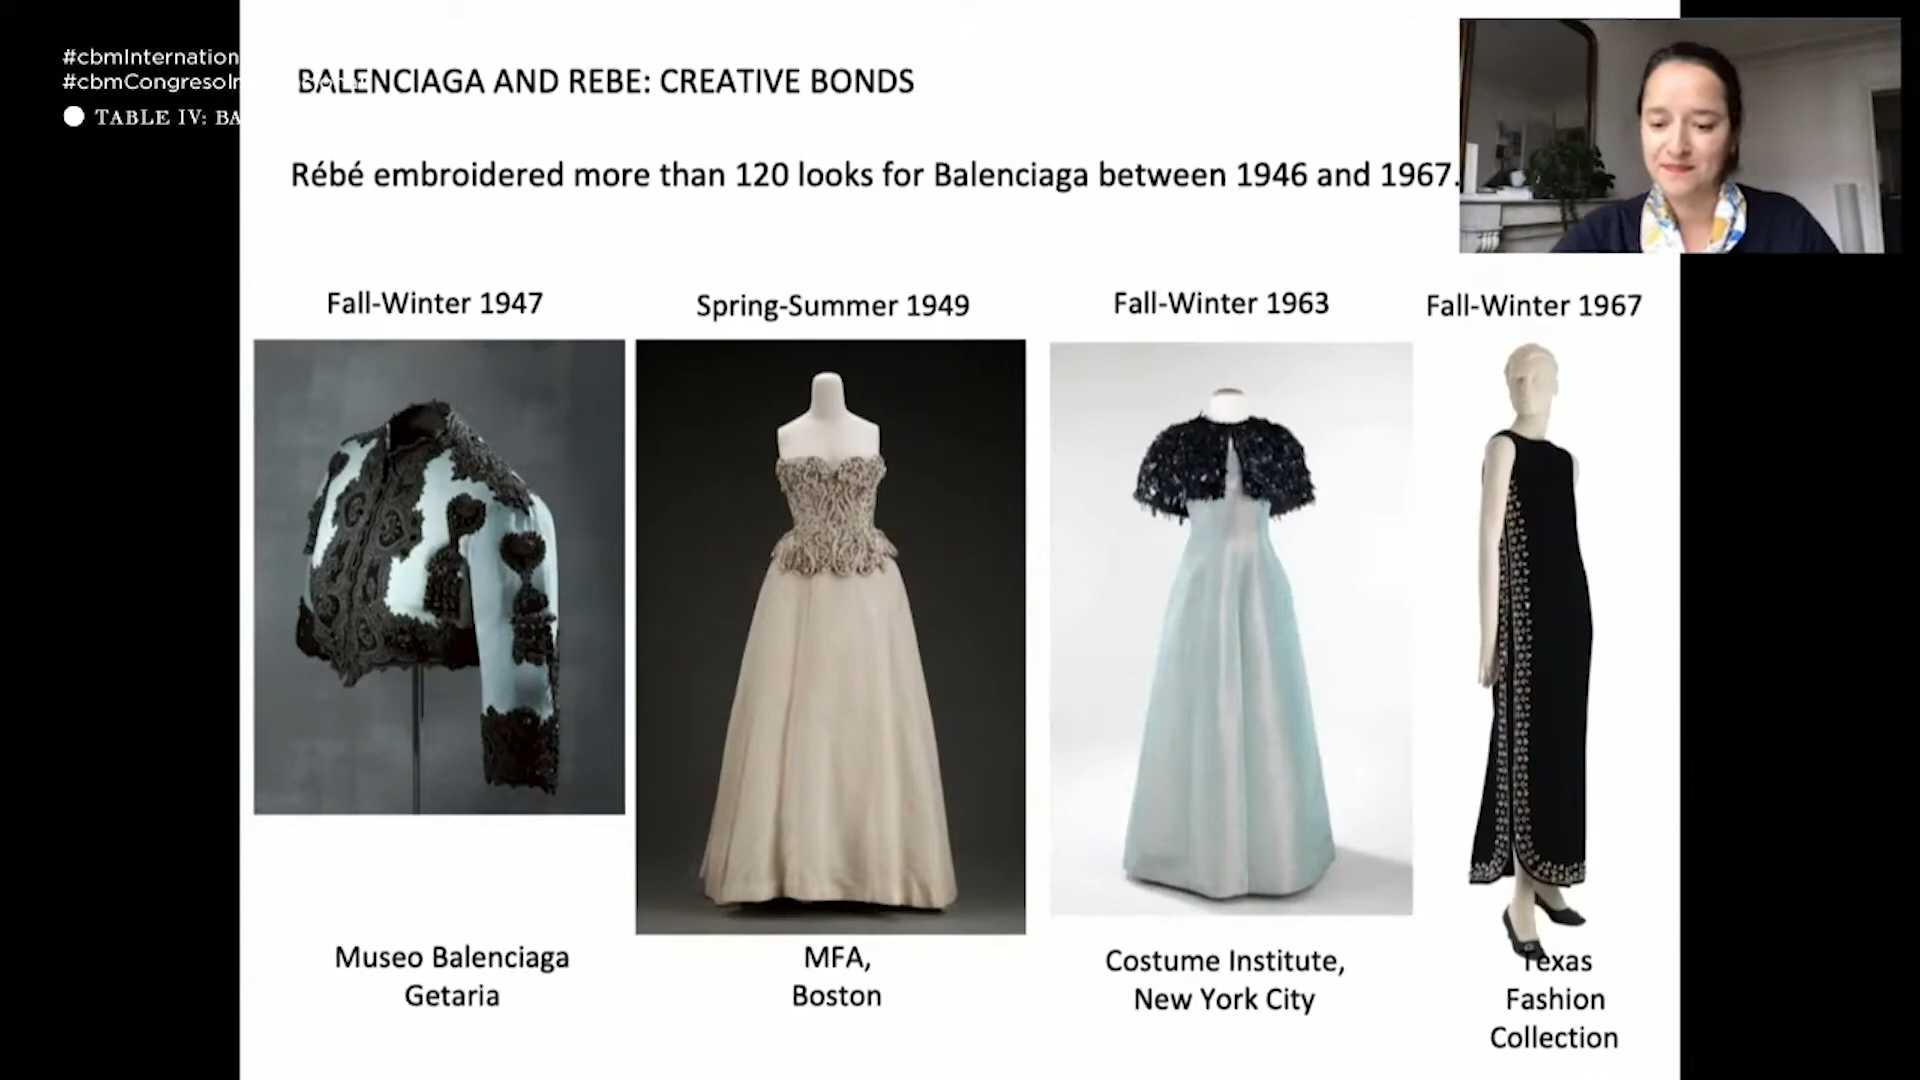 #cbmInternation
#cbmCongresoIn
TABLE IV: BA
BALENCIAGA AND REBE: CREATIVE BONDS
Rébé embroidered more than 120 looks for Balenciaga between 1946 and 1967.
Fall-Winter 1947
Spring-Summer 1949
Fall-Winter 1963
Fall-Winter 1967
Museo Balenciaga
Getaria
MFA,
Boston
Costume Institute,
New York City
Texas
Fashion
Collection